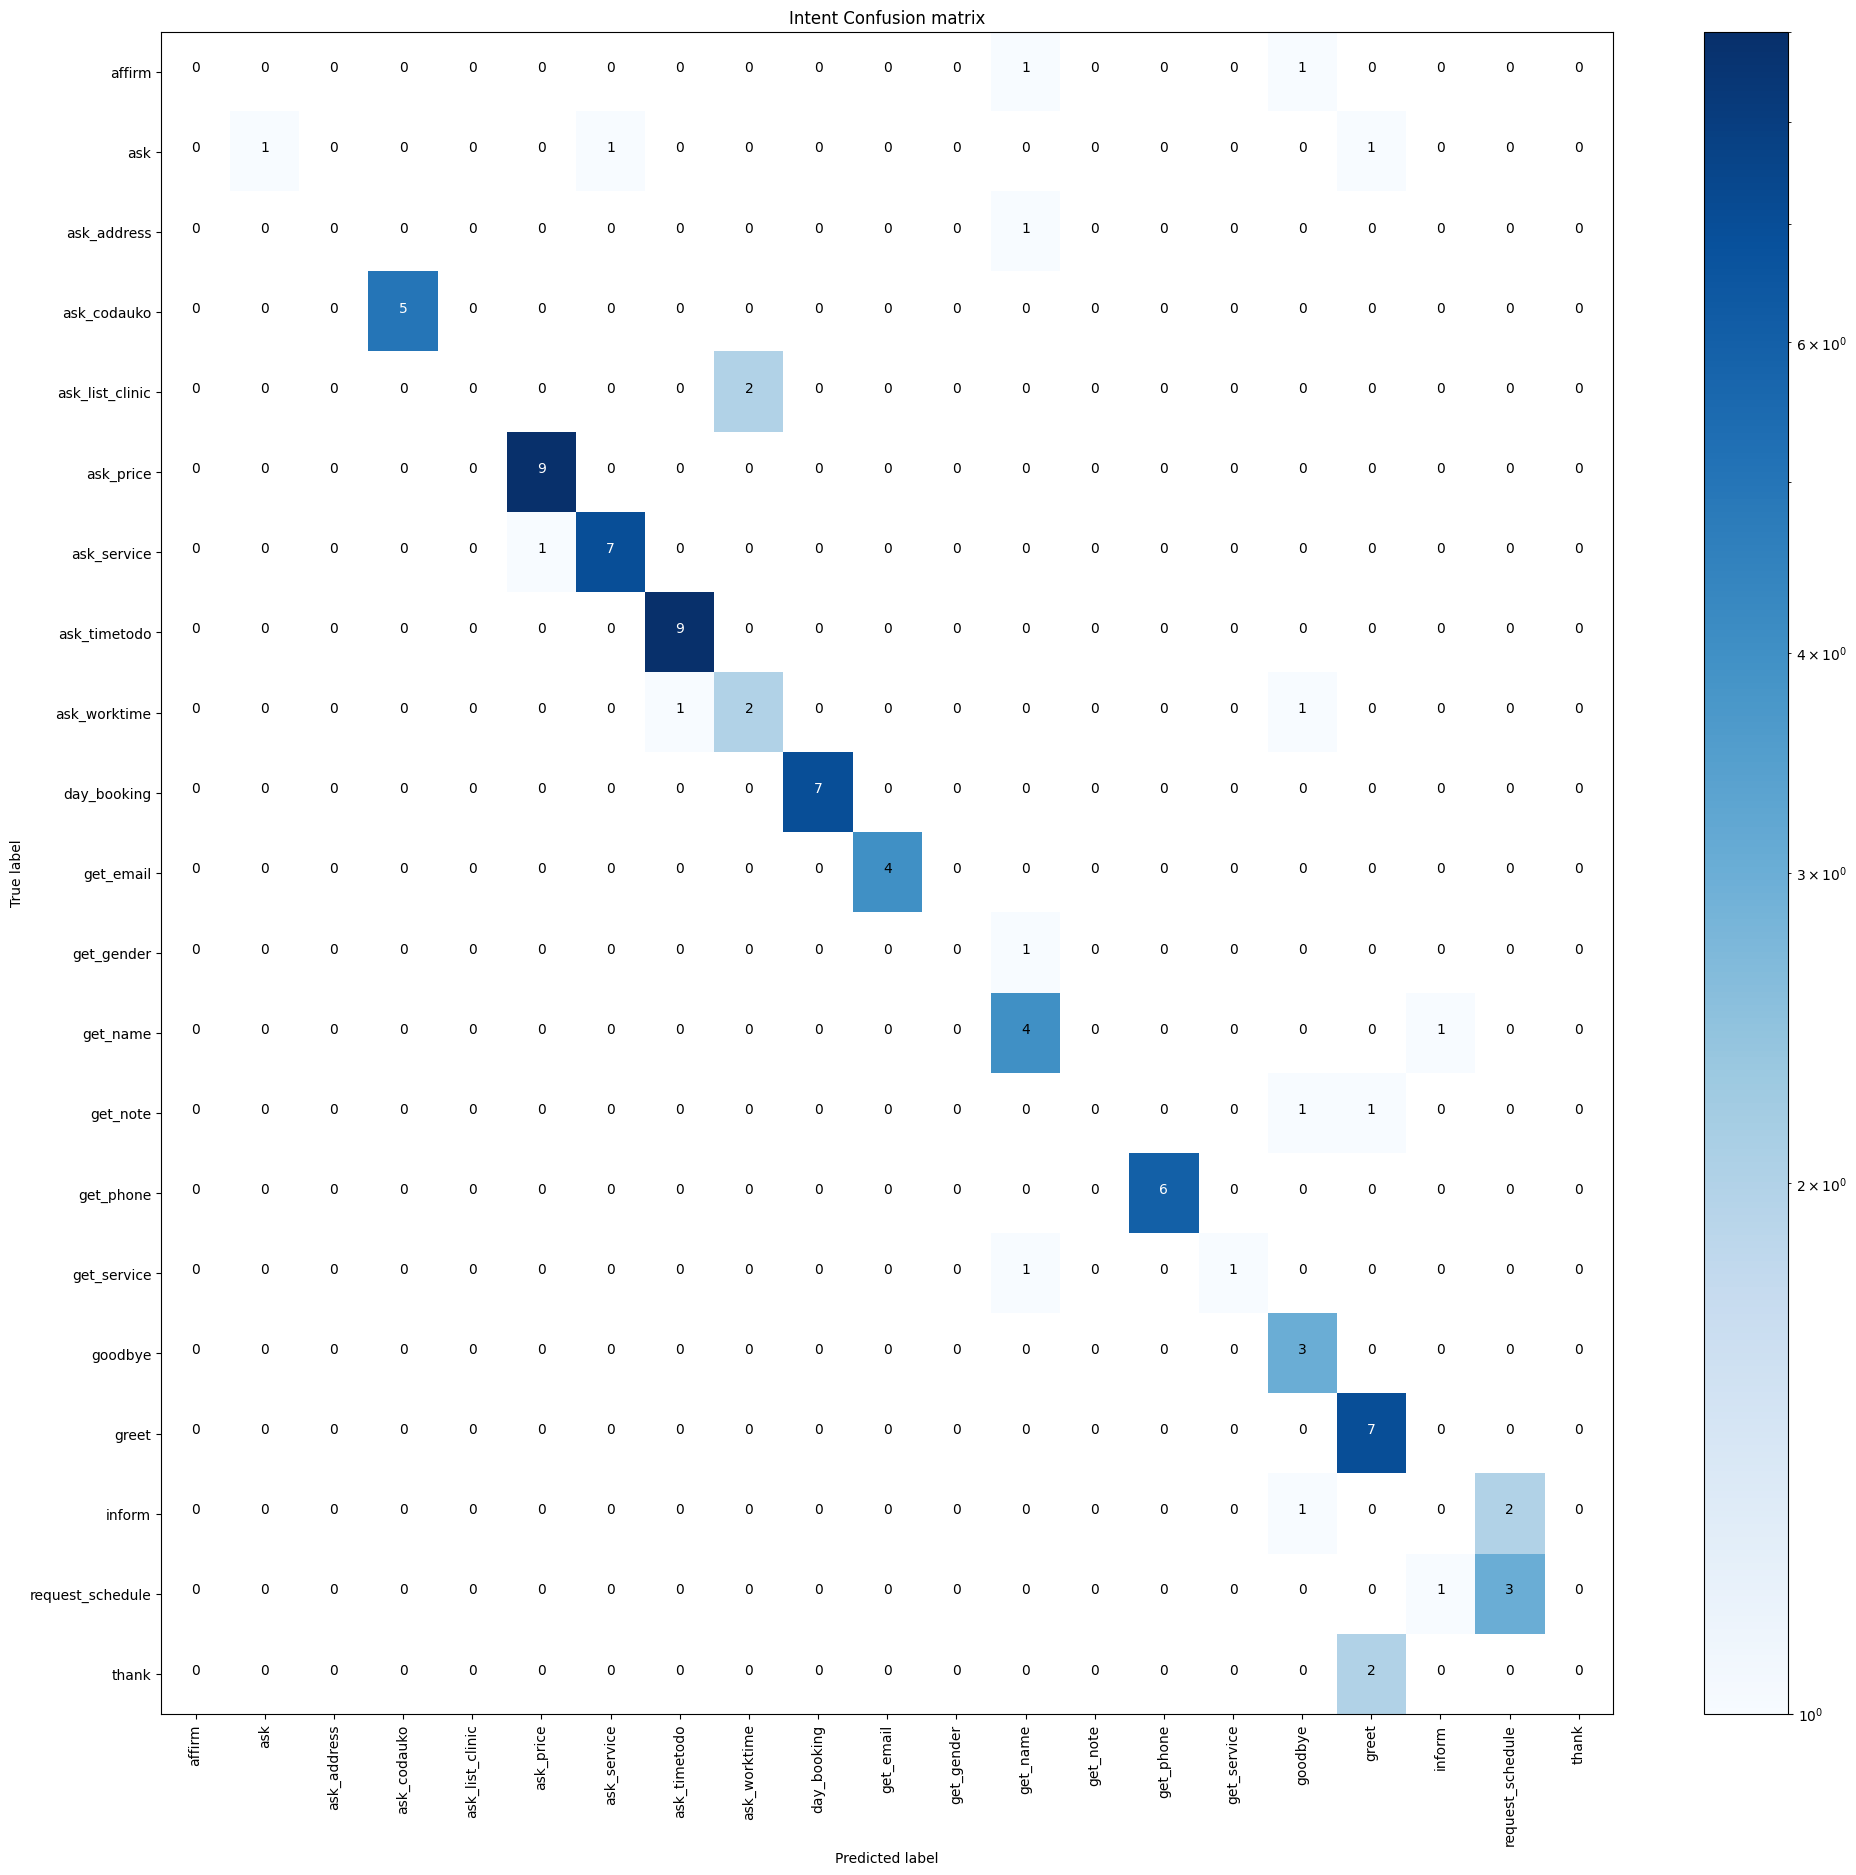 Intent Confusion matrix
affirm 0 0 0 0 0 0 0 0 0 0 0 0 1 0 0 0 1 0 0 0 0
ask 0 1 0 0 0 0 1 0 0 0 0 0 0 0 0 0 0 1 0 0 0
ask_address 0 0 0 0 0 0 0 0 0 0 0 0 1 0 0 0 0 0 0 0 0
ask_codauko 0 0 0 5 0 0 0 0 0 0 0 0 0 0 0 0 0 0 0 0 0
ask_list_clinic 0 0 0 0 0 0 0 0 2 0 0 0 0 0 0 0 0 0 0 0 0
ask_price 0 0 0 0 0 9 0 0 0 0 0 0 0 0 0 0 0 0 0 0 0
ask_service 0 0 0 0 0 1 7 0 0 0 0 0 0 0 0 0 0 0 0 0 0
ask_timetodo 0 0 0 0 0 0 0 9 0 0 0 0 0 0 0 0 0 0 0 0 0
ask_worktime 0 0 0 0 0 0 0 1 2 0 0 0 0 0 0 0 1 0 0 0 0
day_booking 0 0 0 0 0 0 0 0 0 7 0 0 0 0 0 0 0 0 0 0 0
get_email 0 0 0 0 0 0 0 0 0 0 4 0 0 0 0 0 0 0 0 0 0
get_gender 0 0 0 0 0 0 0 0 0 0 0 0 1 0 0 0 0 0 0 0 0
get_name 0 0 0 0 0 0 0 0 0 0 0 0 4 0 0 0 0 0 1 0 0
get_note 0 0 0 0 0 0 0 0 0 0 0 0 0 0 0 0 1 1 0 0 0
get_phone 0 0 0 0 0 0 0 0 0 0 0 0 0 0 6 0 0 0 0 0 0
get_service 0 0 0 0 0 0 0 0 0 0 0 0 1 0 0 1 0 0 0 0 0
goodbye 0 0 0 0 0 0 0 0 0 0 0 0 0 0 0 0 3 0 0 0 0
greet 0 0 0 0 0 0 0 0 0 0 0 0 0 0 0 0 0 7 0 0 0
inform 0 0 0 0 0 0 0 0 0 0 0 0 0 0 0 0 1 0 0 2 0
request_schedule 0 0 0 0 0 0 0 0 0 0 0 0 0 0 0 0 0 0 1 3 0
thank 0 0 0 0 0 0 0 0 0 0 0 0 0 0 0 0 0 2 0 0 0
True label
affirm
ask
ask_address
ask_codauko
ask_list_clinic
ask_price
ask_service
ask_timetodo
ask_worktime
day_booking
get_email
get_gender
get_name
get_note
get_phone
get_service
goodbye
greet
inform
request_schedule
thank
Predicted label
6 × 10⁰
4 × 10⁰
3 × 10⁰
2 × 10⁰
10⁰